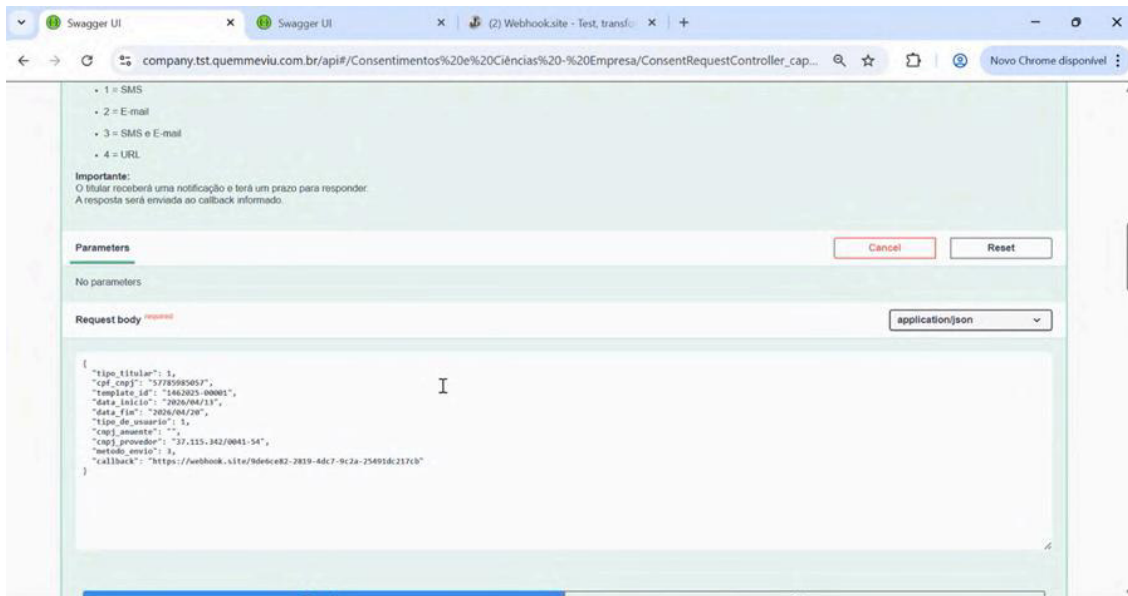 Swagger UI
Swagger UI
(2) Webhook.site - Test, transfo
company.tst.quemmeviu.com.br/api#/Consentimentos%20e%20Ciências%20-%20Empresa/ConsentRequestController_cap...
Novo Chrome disponível
• 1 = SMS
• 2 = E-mail
• 3 = SMS e E-mail
• 4 = URL
Importante:
O titular receberá uma notificação e terá um prazo para responder.
A resposta será enviada ao callback informado.
Parameters
Cancel
Reset
No parameters
Request body required
application/json
{
"tipo_titular": 1,
"cpf_cnpj": "57785985057",
"template_id": "1462025-00001",
"data_inicio": "2026/04/13",
"data_fim": "2026/04/20",
"tipo_de_usuario": 1,
"cnpj_anuente": "",
"cnpj_provedor": "37.115.342/0041-54",
"metodo_envio": 3,
"callback": "https://webhook.site/9de6ce82-2819-4dc7-9c2a-25491dc217cb"
}